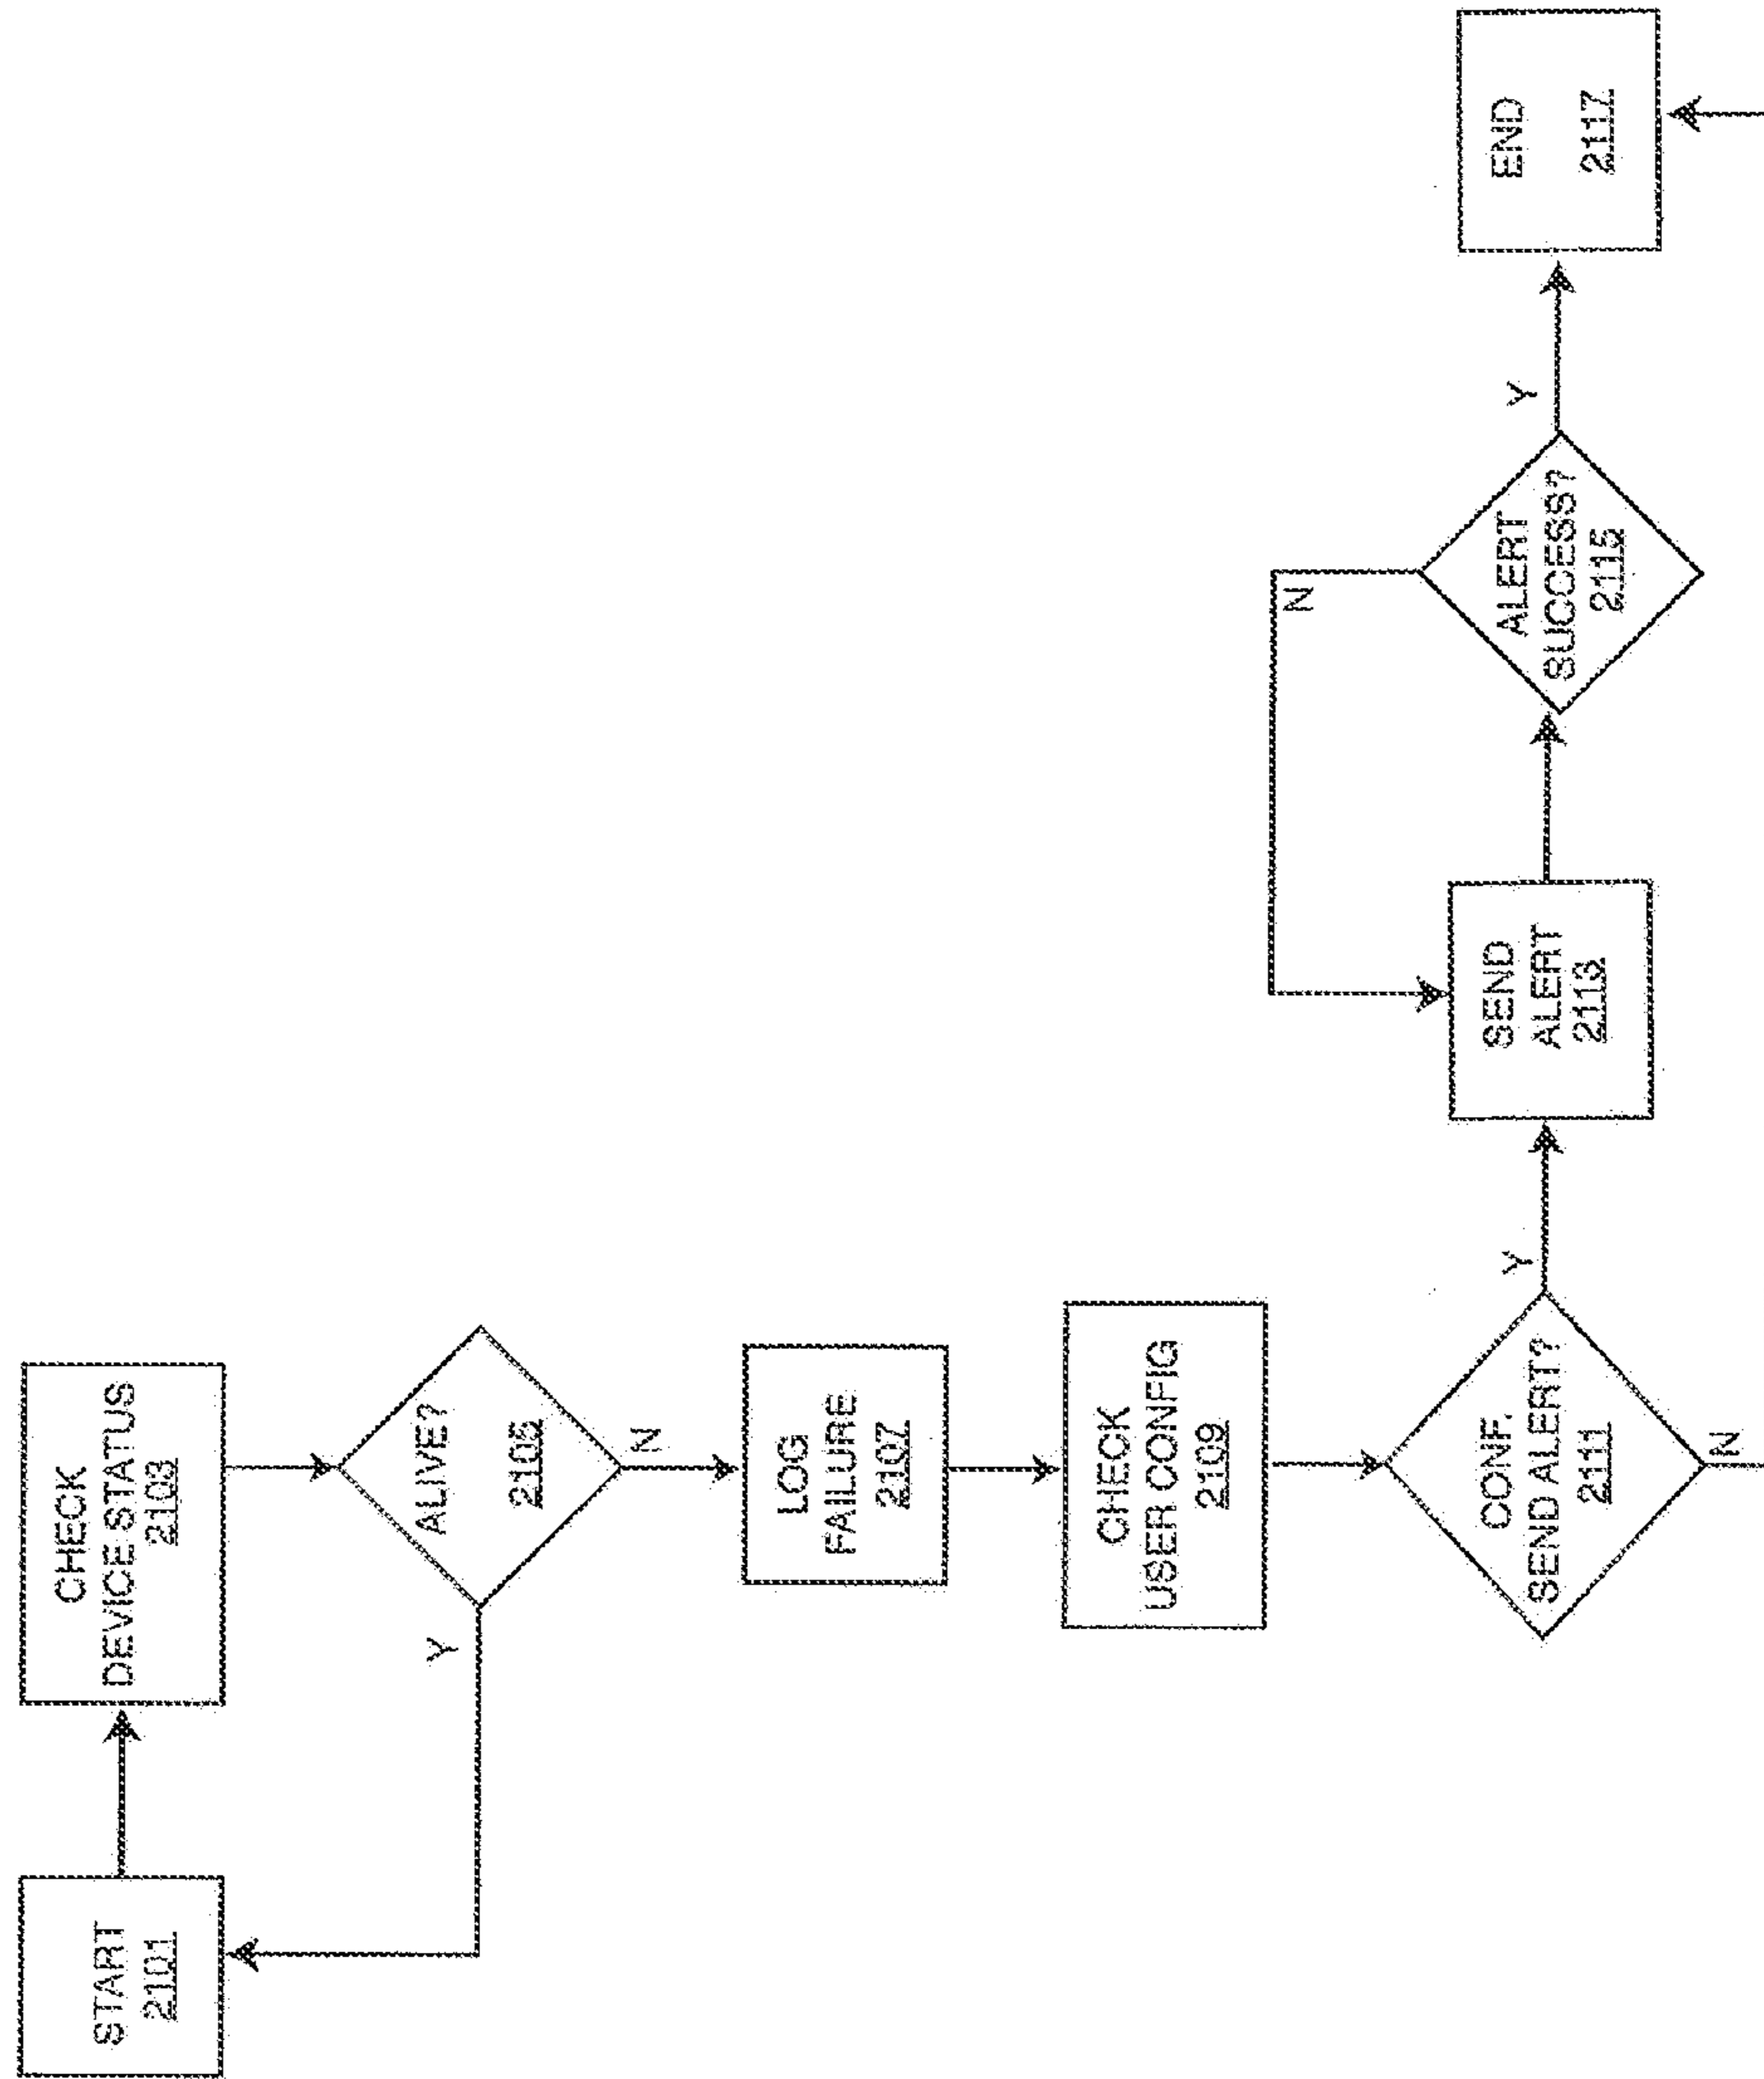 START
2101
CHECK
DEVICE STATUS
2103
ALIVE?
2105
Y
N
LOG
FAILURE
2107
CHECK
USER CONFIG
2109
CONF.
SEND ALERT?
2111
Y
N
SEND
ALERT
2113
ALERT
SUCCESS?
2115
N
Y
END
2117